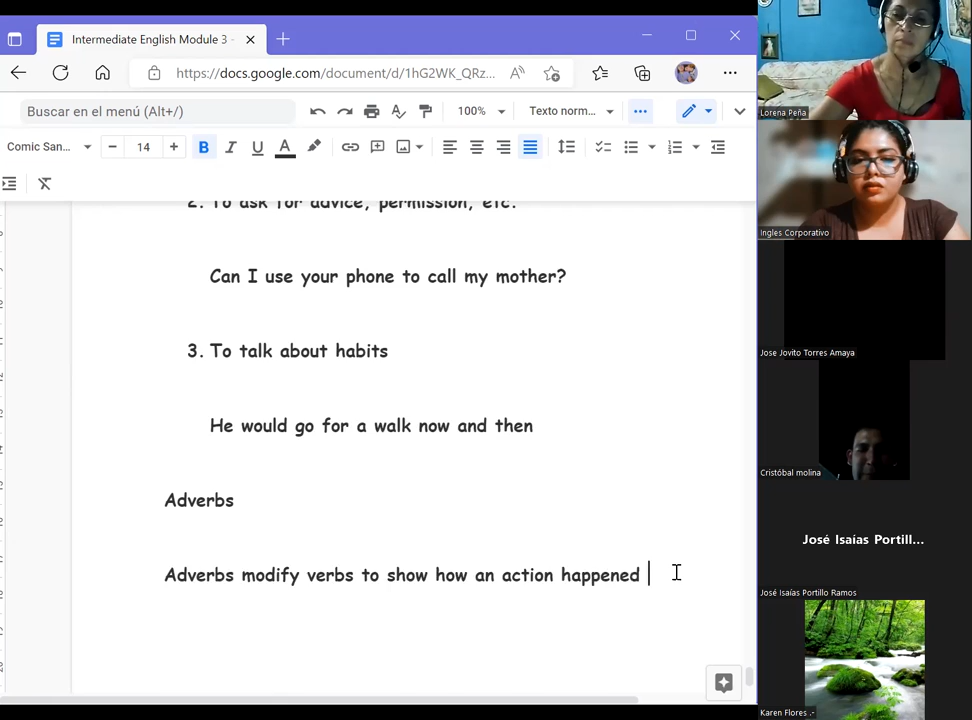 Intermediate English Module 3 -
https://docs.google.com/document/d/1hG2WK_QRz...
Buscar en el menú (Alt+/)
100%
Texto norm...
Comic San...
14
2. To ask for advice, permission, etc.
Can I use your phone to call my mother?
3. To talk about habits
He would go for a walk now and then
Adverbs
Adverbs modify verbs to show how an action happened
Lorena Peña
Ingles Corporativo
Jose Jovito Torres Amaya
Cristóbal molina
José Isaías Portill...
José Isaías Portillo Ramos
Karen Flores .-